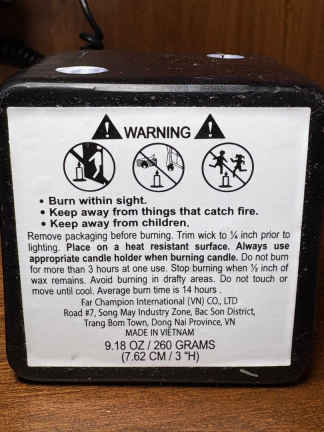 WARNING
• Burn within sight.
• Keep away from things that catch fire.
• Keep away from children.
Remove packaging before burning. Trim wick to ¼ inch prior to
lighting. Place on a heat resistant surface. Always use
appropriate candle holder when burning candle. Do not burn
for more than 3 hours at one use. Stop burning when ½ inch of
wax remains. Avoid burning in drafty areas. Do not touch or
move until cool. Average burn time is 14 hours .
Far Champion International (VN) CO., LTD
Road #7, Song May Industry Zone, Bac Son District,
Trang Bom Town, Dong Nai Province, VN
MADE IN VIETNAM
9.18 OZ / 260 GRAMS
(7.62 CM / 3 "H)